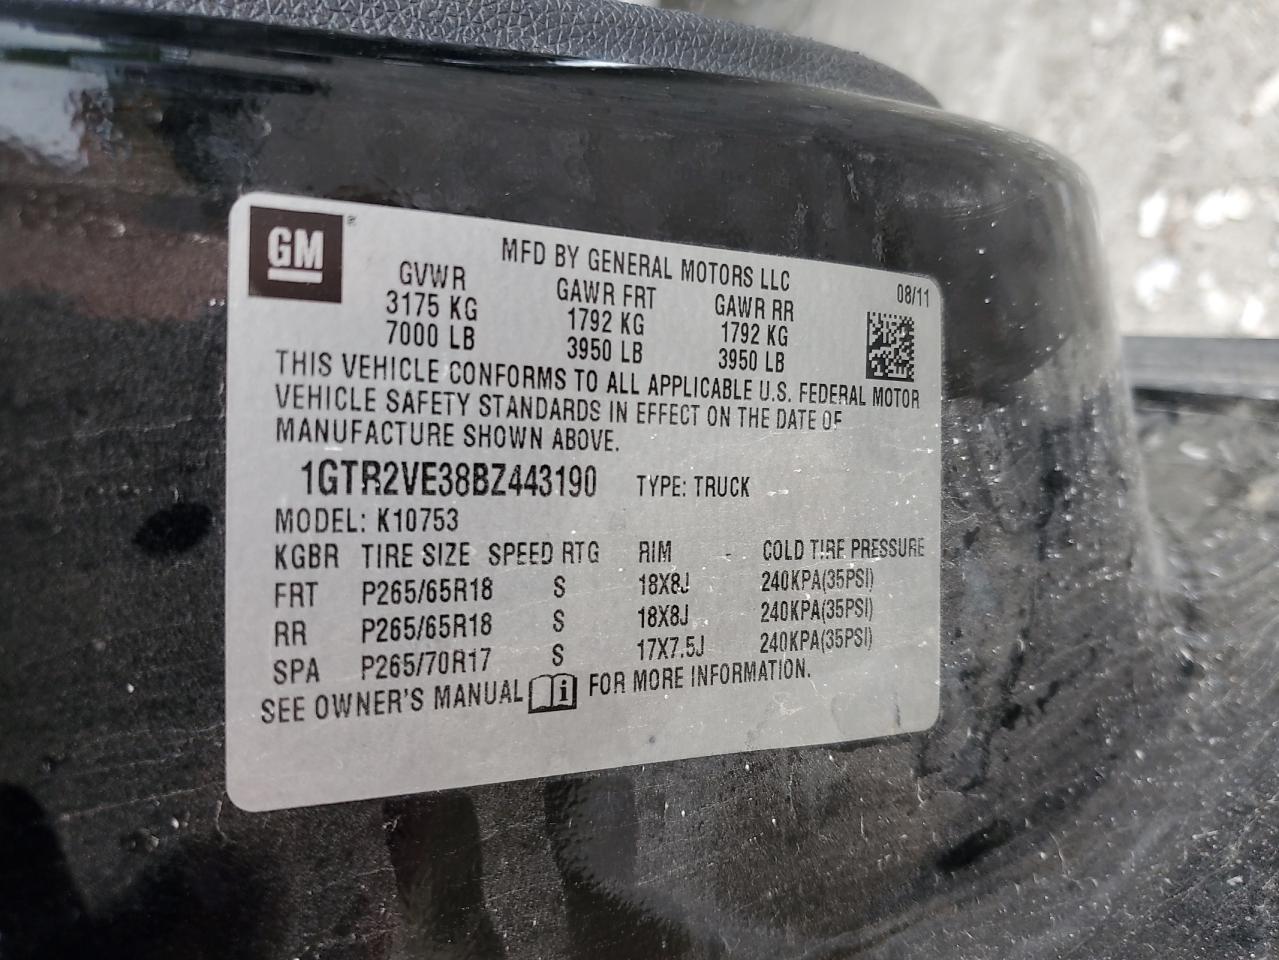 GM ®
MFD BY GENERAL MOTORS LLC
08/11
GVWR GAWR FRT GAWR RR
3175 KG 1792 KG 1792 KG
7000 LB 3950 LB 3950 LB
THIS VEHICLE CONFORMS TO ALL APPLICABLE U.S. FEDERAL MOTOR
VEHICLE SAFETY STANDARDS IN EFFECT ON THE DATE OF
MANUFACTURE SHOWN ABOVE.
1GTR2VE38BZ443190 TYPE: TRUCK
MODEL: K10753
KGBR TIRE SIZE SPEED RTG RIM COLD TIRE PRESSURE
FRT P265/65R18 S 18X8J 240KPA(35PSI)
RR P265/65R18 S 18X8J 240KPA(35PSI)
SPA P265/70R17 S 17X7.5J 240KPA(35PSI)
SEE OWNER'S MANUAL i FOR MORE INFORMATION.